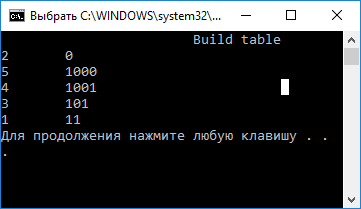 Выбрать C:\WINDOWS\system32\...
Build table
2 0
5 1000
4 1001
3 101
1 11
Для продолжения нажмите любую клавишу . .
.